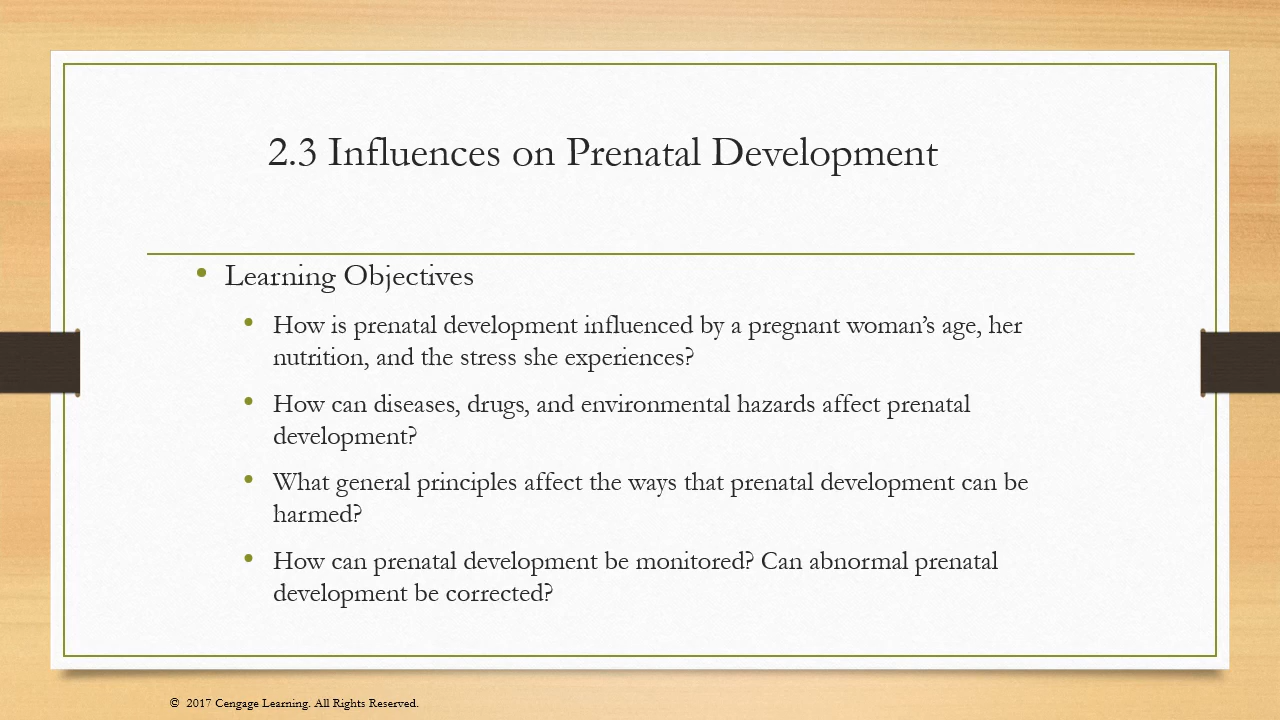 2.3 Influences on Prenatal Development
• Learning Objectives
• How is prenatal development influenced by a pregnant woman’s age, her
nutrition, and the stress she experiences?
• How can diseases, drugs, and environmental hazards affect prenatal
development?
• What general principles affect the ways that prenatal development can be
harmed?
• How can prenatal development be monitored? Can abnormal prenatal
development be corrected?
© 2017 Cengage Learning. All Rights Reserved.